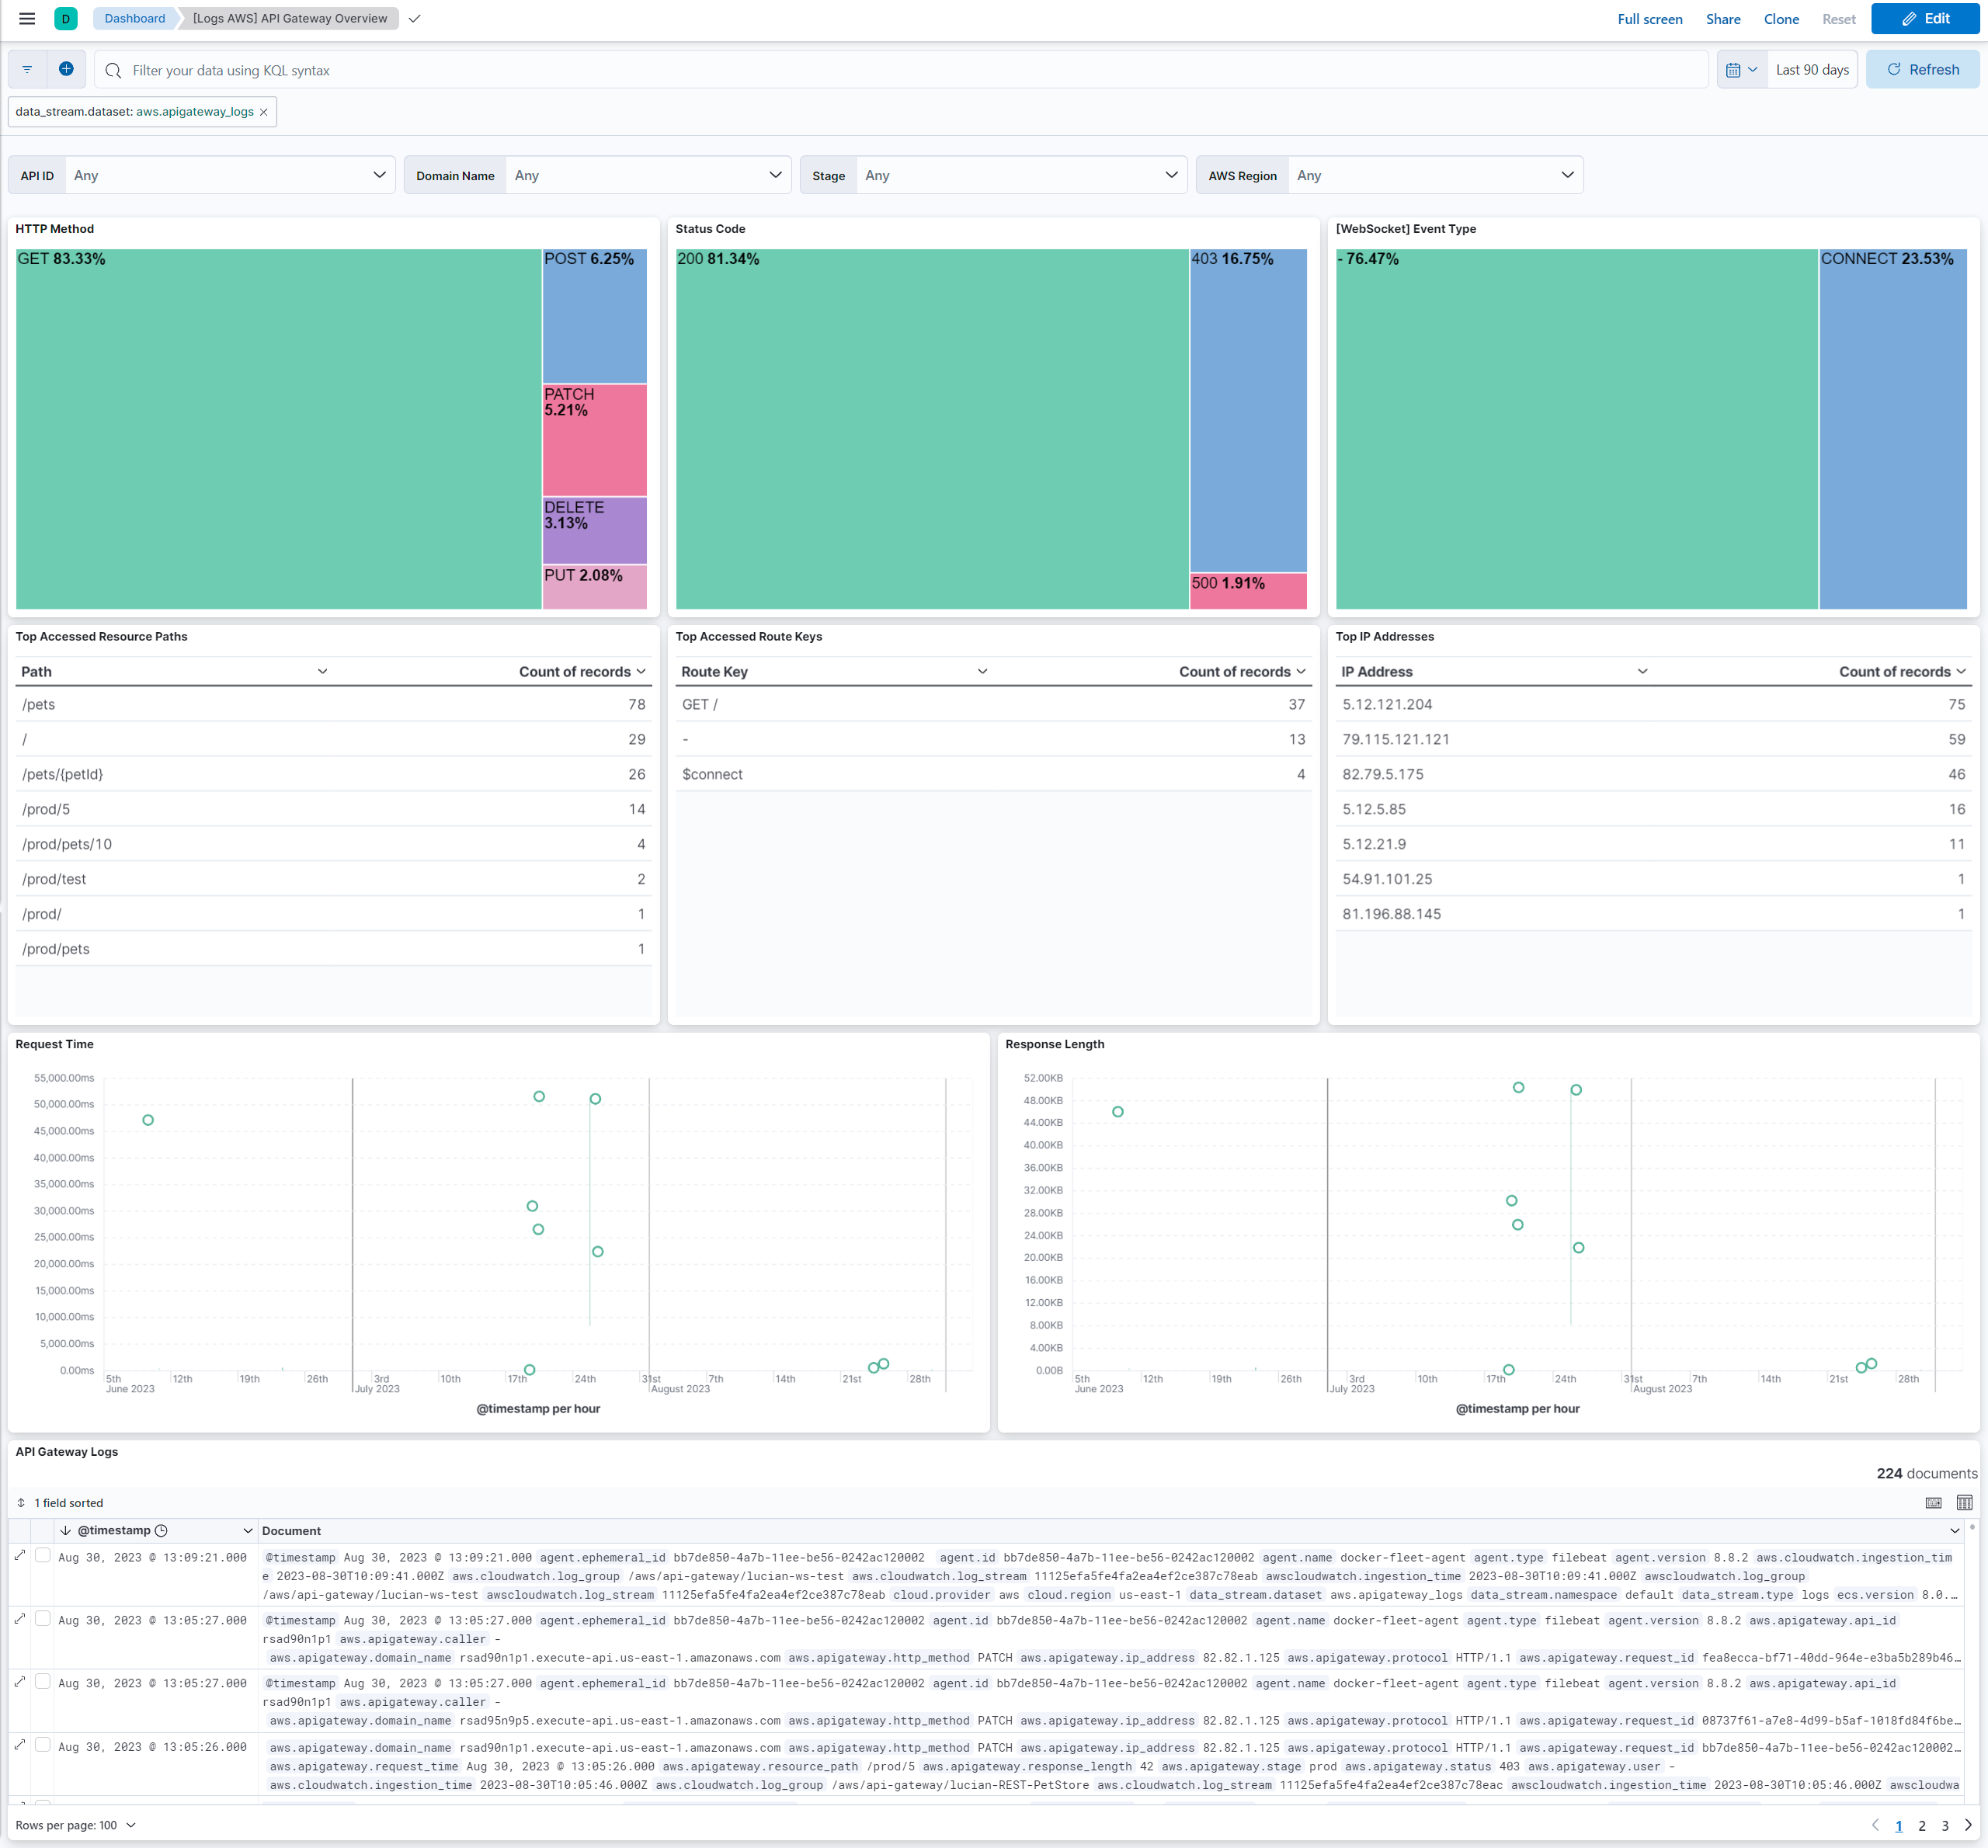 D Dashboard [Logs AWS] API Gateway Overview Full screen Share Clone Reset Edit
Filter your data using KQL syntax Last 90 days Refresh
data_stream.dataset: aws.apigateway_logs
API ID Any Domain Name Any Stage Any AWS Region Any
HTTP Method
GET 83.33%
POST 6.25%
PATCH
5.21%
DELETE
3.13%
PUT 2.08%
Status Code
200 81.34%
403 16.75%
500 1.91%
[WebSocket] Event Type
- 76.47%
CONNECT 23.53%
Top Accessed Resource Paths
Path Count of records
/pets 78
/ 29
/pets/{petId} 26
/prod/5 14
/prod/pets/10 4
/prod/test 2
/prod/ 1
/prod/pets 1
Top Accessed Route Keys
Route Key Count of records
GET / 37
- 13
$connect 4
Top IP Addresses
IP Address Count of records
5.12.121.204 75
79.115.121.121 59
82.79.5.175 46
5.12.5.85 16
5.12.21.9 11
54.91.101.25 1
81.196.88.145 1
Request Time
55,000.00ms
50,000.00ms
45,000.00ms
40,000.00ms
35,000.00ms
30,000.00ms
25,000.00ms
20,000.00ms
15,000.00ms
10,000.00ms
5,000.00ms
0.00ms
5th 12th 19th 26th 3rd 10th 17th 24th 31st 7th 14th 21st 28th
June 2023 July 2023 August 2023
@timestamp per hour
Response Length
52.00KB
48.00KB
44.00KB
40.00KB
36.00KB
32.00KB
28.00KB
24.00KB
20.00KB
16.00KB
12.00KB
8.00KB
4.00KB
0.00B
5th 12th 19th 26th 3rd 10th 17th 24th 31st 7th 14th 21st 28th
June 2023 July 2023 August 2023
@timestamp per hour
API Gateway Logs
224 documents
1 field sorted
@timestamp Document
Aug 30, 2023 @ 13:09:21.000 @timestamp Aug 30, 2023 @ 13:09:21.000 agent.ephemeral_id bb7de850-4a7b-11ee-be56-0242ac120002 agent.id bb7de850-4a7b-11ee-be56-0242ac120002 agent.name docker-fleet-agent agent.type filebeat agent.version 8.8.2 aws.cloudwatch.ingestion_tim
e 2023-08-30T10:09:41.000Z aws.cloudwatch.log_group /aws/api-gateway/lucian-ws-test aws.cloudwatch.log_stream 11125efa5fe4fa2ea4ef2ce387c78eab awscloudwatch.ingestion_time 2023-08-30T10:09:41.000Z awscloudwatch.log_group
/aws/api-gateway/lucian-ws-test awscloudwatch.log_stream 11125efa5fe4fa2ea4ef2ce387c78eab cloud.provider aws cloud.region us-east-1 data_stream.dataset aws.apigateway_logs data_stream.namespace default data_stream.type logs ecs.version 8.0....
Aug 30, 2023 @ 13:05:27.000 @timestamp Aug 30, 2023 @ 13:05:27.000 agent.ephemeral_id bb7de850-4a7b-11ee-be56-0242ac120002 agent.id bb7de850-4a7b-11ee-be56-0242ac120002 agent.name docker-fleet-agent agent.type filebeat agent.version 8.8.2 aws.apigateway.api_id
rsad90n1p1 aws.apigateway.caller -
aws.apigateway.domain_name rsad90n1p1.execute-api.us-east-1.amazonaws.com aws.apigateway.http_method PATCH aws.apigateway.ip_address 82.82.1.125 aws.apigateway.protocol HTTP/1.1 aws.apigateway.request_id fea8ecca-bf71-40dd-964e-e3ba5b289b46...
Aug 30, 2023 @ 13:05:27.000 @timestamp Aug 30, 2023 @ 13:05:27.000 agent.ephemeral_id bb7de850-4a7b-11ee-be56-0242ac120002 agent.id bb7de850-4a7b-11ee-be56-0242ac120002 agent.name docker-fleet-agent agent.type filebeat agent.version 8.8.2 aws.apigateway.api_id
rsad90n1p1 aws.apigateway.caller -
aws.apigateway.domain_name rsad95n9p5.execute-api.us-east-1.amazonaws.com aws.apigateway.http_method PATCH aws.apigateway.ip_address 82.82.1.125 aws.apigateway.protocol HTTP/1.1 aws.apigateway.request_id 08737f61-a7e8-4d99-b5af-1018fd84f6be...
Aug 30, 2023 @ 13:05:26.000 aws.apigateway.domain_name rsad90n1p1.execute-api.us-east-1.amazonaws.com aws.apigateway.http_method PATCH aws.apigateway.ip_address 82.82.1.125 aws.apigateway.protocol HTTP/1.1 aws.apigateway.request_id bb7de850-4a7b-11ee-be56-0242ac120002...
aws.apigateway.request_time Aug 30, 2023 @ 13:05:26.000 aws.apigateway.resource_path /prod/5 aws.apigateway.response_length 42 aws.apigateway.stage prod aws.apigateway.status 403 aws.apigateway.user -
aws.cloudwatch.ingestion_time 2023-08-30T10:05:46.000Z aws.cloudwatch.log_group /aws/api-gateway/lucian-REST-PetStore aws.cloudwatch.log_stream 11125efa5fe4fa2ea4ef2ce387c78eac awscloudwatch.ingestion_time 2023-08-30T10:05:46.000Z awscloudwa
Rows per page: 100 1 2 3